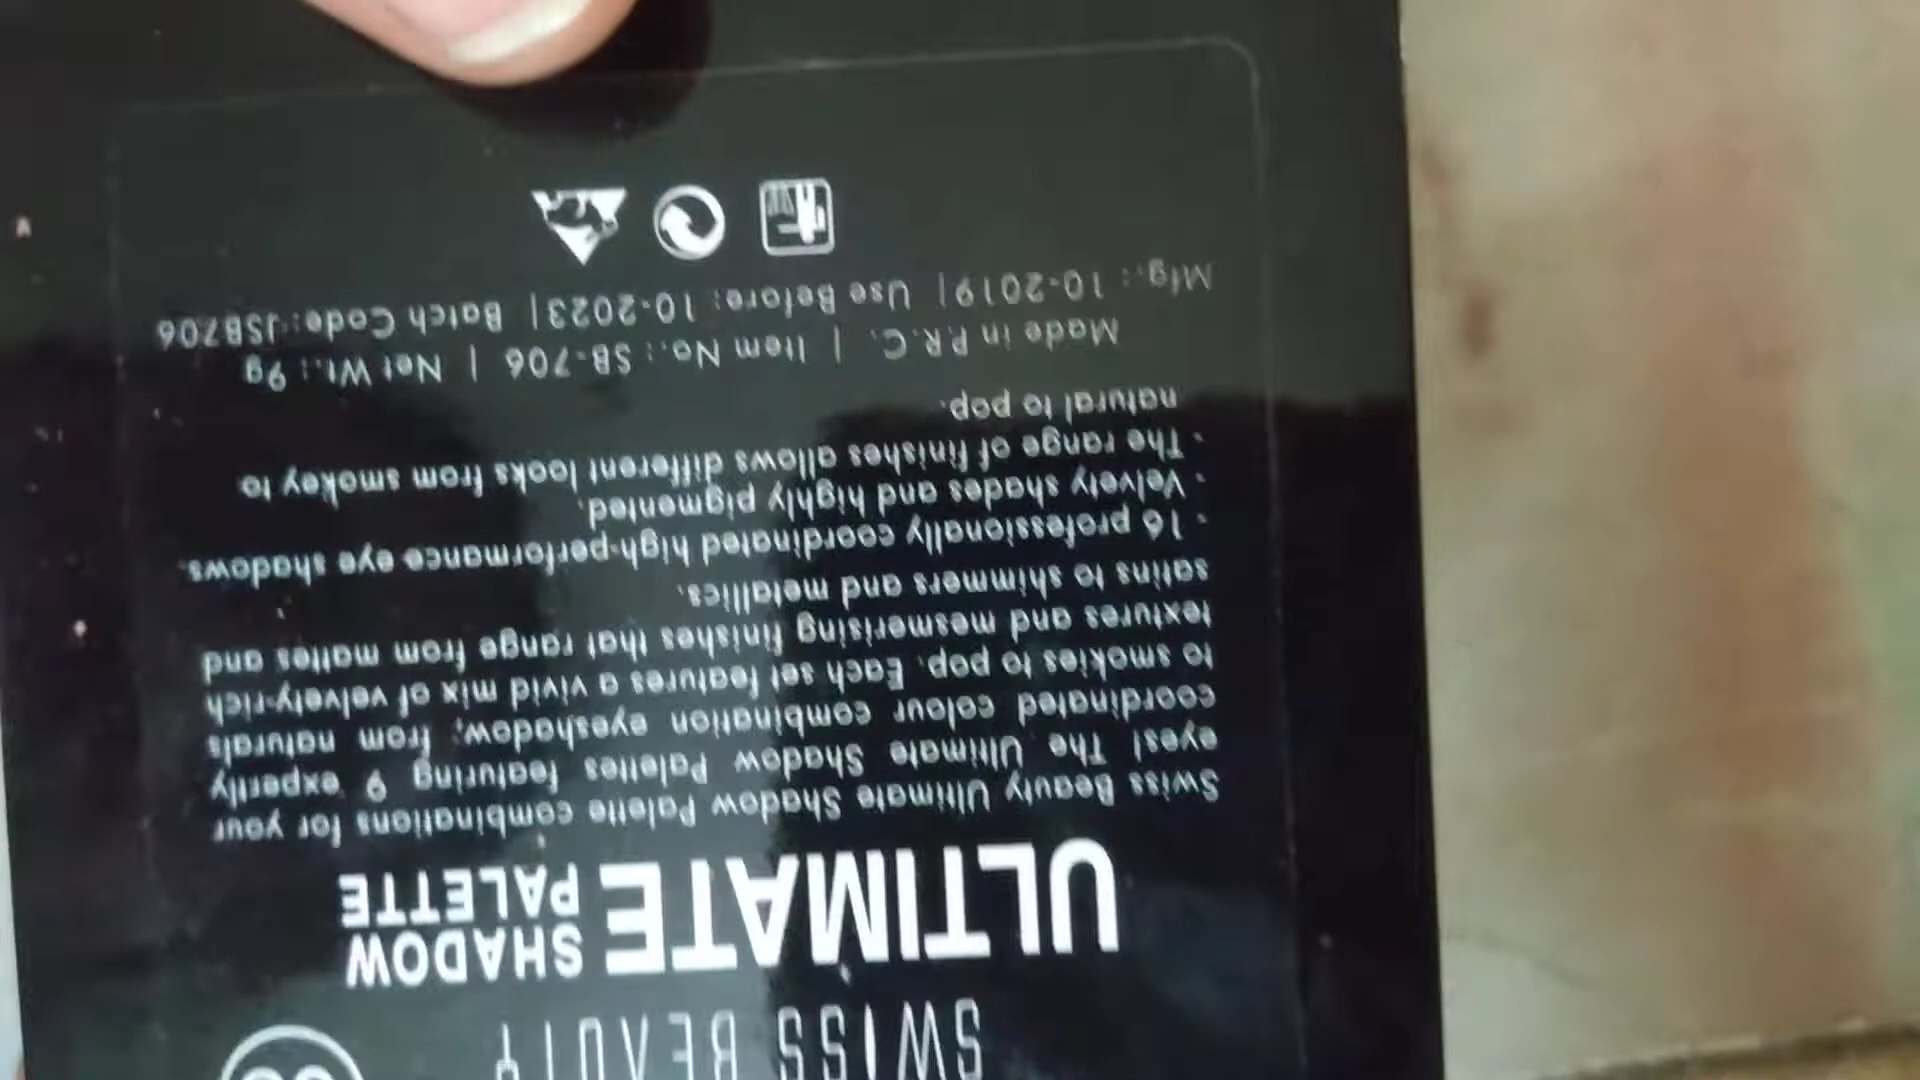 SWISS BEAUTY
ULTIMATE SHADOW
PALETTE
Swiss Beauty Ultimate Shadow Palette combinations for your
eyes! The Ultimate Shadow Palettes featuring 9 expertly
coordinated colour combination eyeshadow; from naturals
to smokies to pop. Each set features a vivid mix of velvety-rich
textures and mesmerising finishes that range from mattes and
satins to shimmers and metallics.
- 16 professionally coordinated high-performance eye shadows.
- Velvety shades and highly pigmented.
- The range of finishes allows different looks from smokey to
natural to pop.
Made in P.R.C. | Item No.: SB-706 | Net Wt.: 9g
Mfg.: 10-2019| Use Before: 10-2023| Batch Code:JSB706